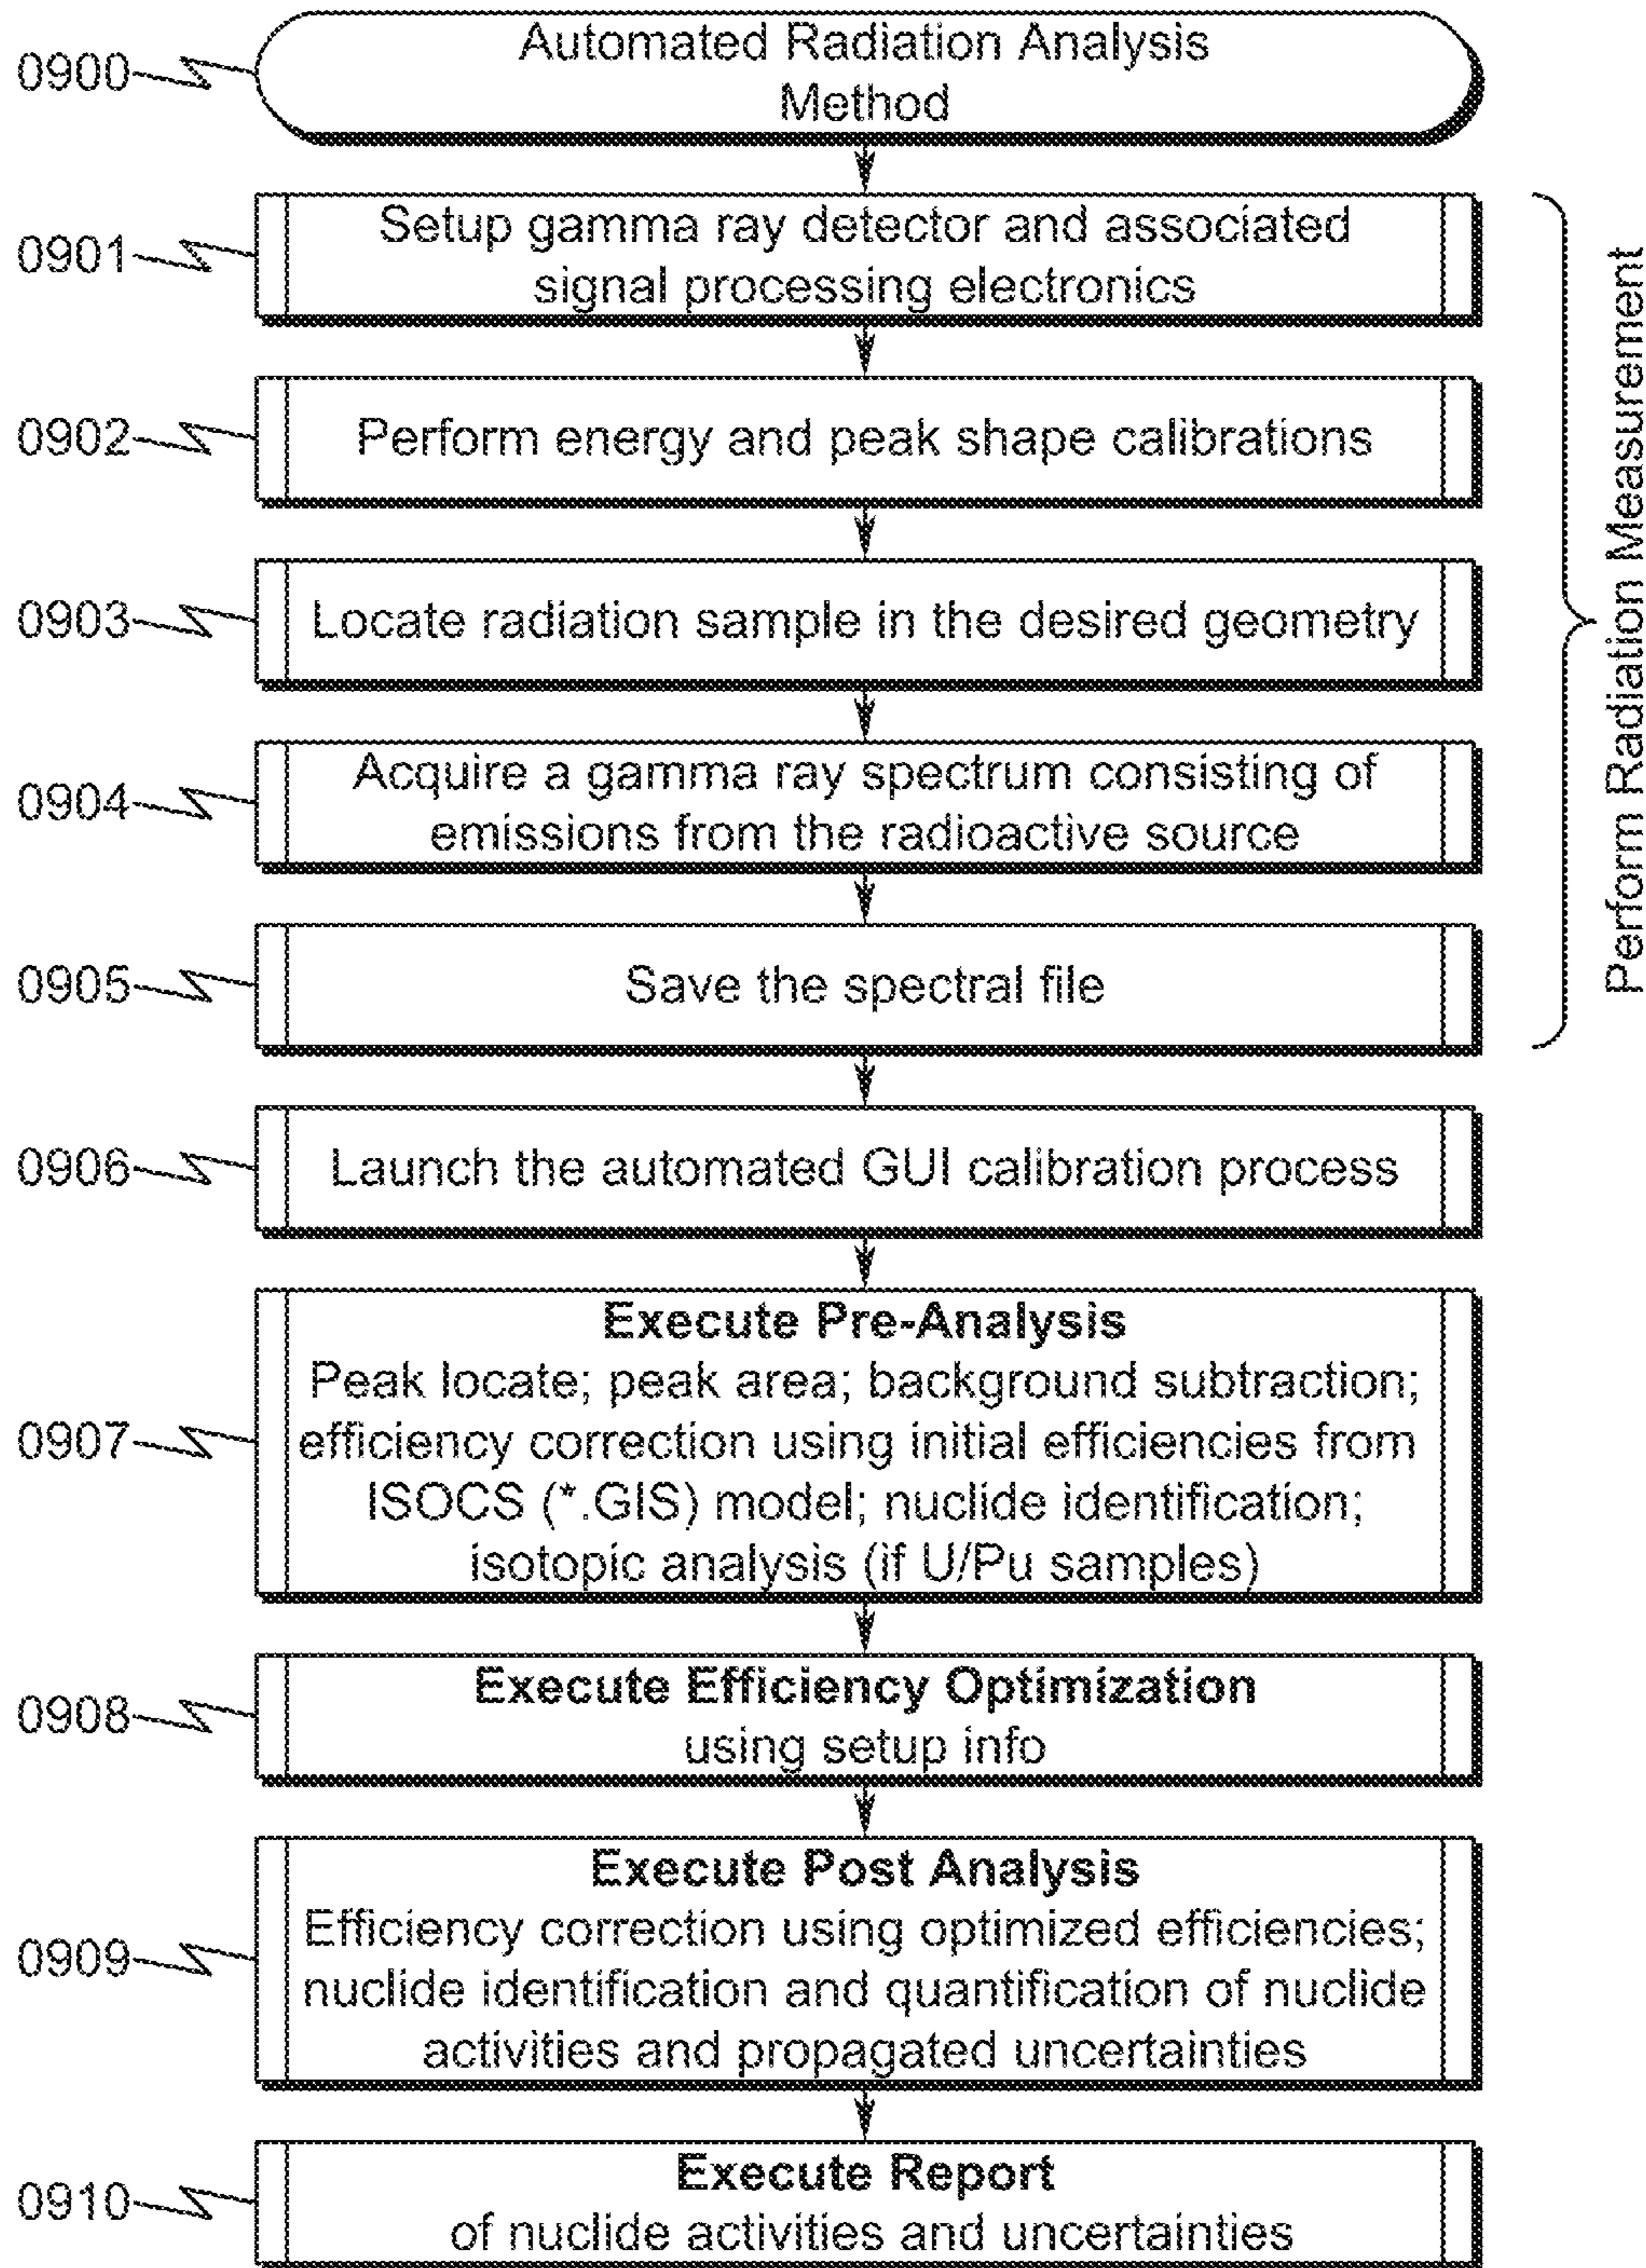 0900
Automated Radiation Analysis
Method
0901
Setup gamma ray detector and associated
signal processing electronics
0902
Perform energy and peak shape calibrations
0903
Locate radiation sample in the desired geometry
0904
Acquire a gamma ray spectrum consisting of
emissions from the radioactive source
0905
Save the spectral file
Perform Radiation Measurement
0906
Launch the automated GUI calibration process
0907
Execute Pre-Analysis
Peak locate; peak area; background subtraction;
efficiency correction using initial efficiencies from
ISOCS (*.GIS) model; nuclide identification;
isotopic analysis (if U/Pu samples)
0908
Execute Efficiency Optimization
using setup info
0909
Execute Post Analysis
Efficiency correction using optimized efficiencies;
nuclide identification and quantification of nuclide
activities and propagated uncertainties
0910
Execute Report
of nuclide activities and uncertainties